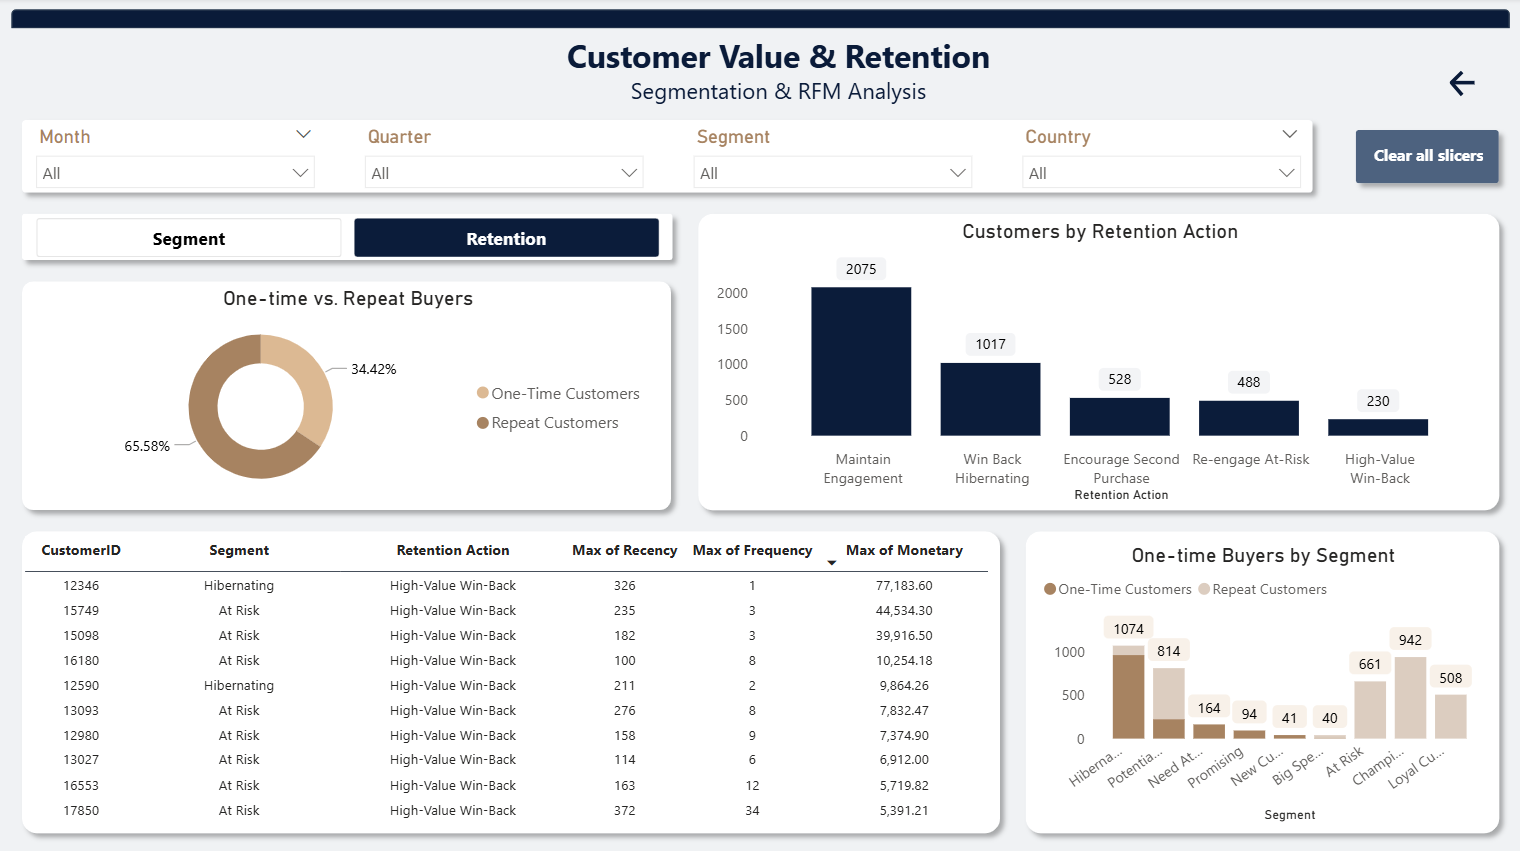 Customer Value & Retention
Segmentation & RFM Analysis
Month
Quarter
Segment
Country
All
All
All
All
Clear all slicers
Segment
Retention
One-time vs. Repeat Buyers
34.42%
65.58%
One-Time Customers
Repeat Customers
Customers by Retention Action
2000
1500
1000
500
0
2075
1017
528
488
230
Maintain
Engagement
Win Back
Hibernating
Encourage Second
Purchase
Re-engage At-Risk
High-Value
Win-Back
Retention Action
CustomerID Segment Retention Action Max of Recency Max of Frequency Max of Monetary
12346 Hibernating High-Value Win-Back 326 1 77,183.60
15749 At Risk High-Value Win-Back 235 3 44,534.30
15098 At Risk High-Value Win-Back 182 3 39,916.50
16180 At Risk High-Value Win-Back 100 8 10,254.18
12590 Hibernating High-Value Win-Back 211 2 9,864.26
13093 At Risk High-Value Win-Back 276 8 7,832.47
12980 At Risk High-Value Win-Back 158 9 7,374.90
13027 At Risk High-Value Win-Back 114 6 6,912.00
16553 At Risk High-Value Win-Back 163 12 5,719.82
17850 At Risk High-Value Win-Back 372 34 5,391.21
One-time Buyers by Segment
One-Time Customers Repeat Customers
1000
500
0
1074
814
164
94
41
40
661
942
508
Hiberna...
Potentia...
Need At...
Promising
New Cu...
Big Spe...
At Risk
Champi...
Loyal Cu...
Segment